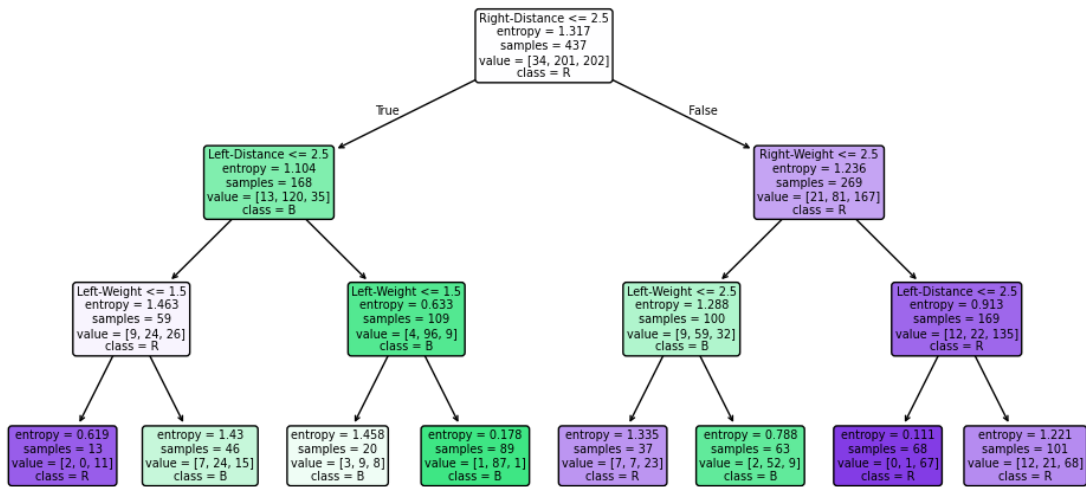 Right-Distance <= 2.5
entropy = 1.317
samples = 437
value = [34, 201, 202]
class = R
True
False
Left-Distance <= 2.5
entropy = 1.104
samples = 168
value = [13, 120, 35]
class = B
Right-Weight <= 2.5
entropy = 1.236
samples = 269
value = [21, 81, 167]
class = R
Left-Weight <= 1.5
entropy = 1.463
samples = 59
value = [9, 24, 26]
class = R
Left-Weight <= 1.5
entropy = 0.633
samples = 109
value = [4, 96, 9]
class = B
Left-Weight <= 2.5
entropy = 1.288
samples = 100
value = [9, 59, 32]
class = B
Left-Distance <= 2.5
entropy = 0.913
samples = 169
value = [12, 22, 135]
class = R
entropy = 0.619
samples = 13
value = [2, 0, 11]
class = R
entropy = 1.43
samples = 46
value = [7, 24, 15]
class = B
entropy = 1.458
samples = 20
value = [3, 9, 8]
class = B
entropy = 0.178
samples = 89
value = [1, 87, 1]
class = B
entropy = 1.335
samples = 37
value = [7, 7, 23]
class = R
entropy = 0.788
samples = 63
value = [2, 52, 9]
class = B
entropy = 0.111
samples = 68
value = [0, 1, 67]
class = R
entropy = 1.221
samples = 101
value = [12, 21, 68]
class = R